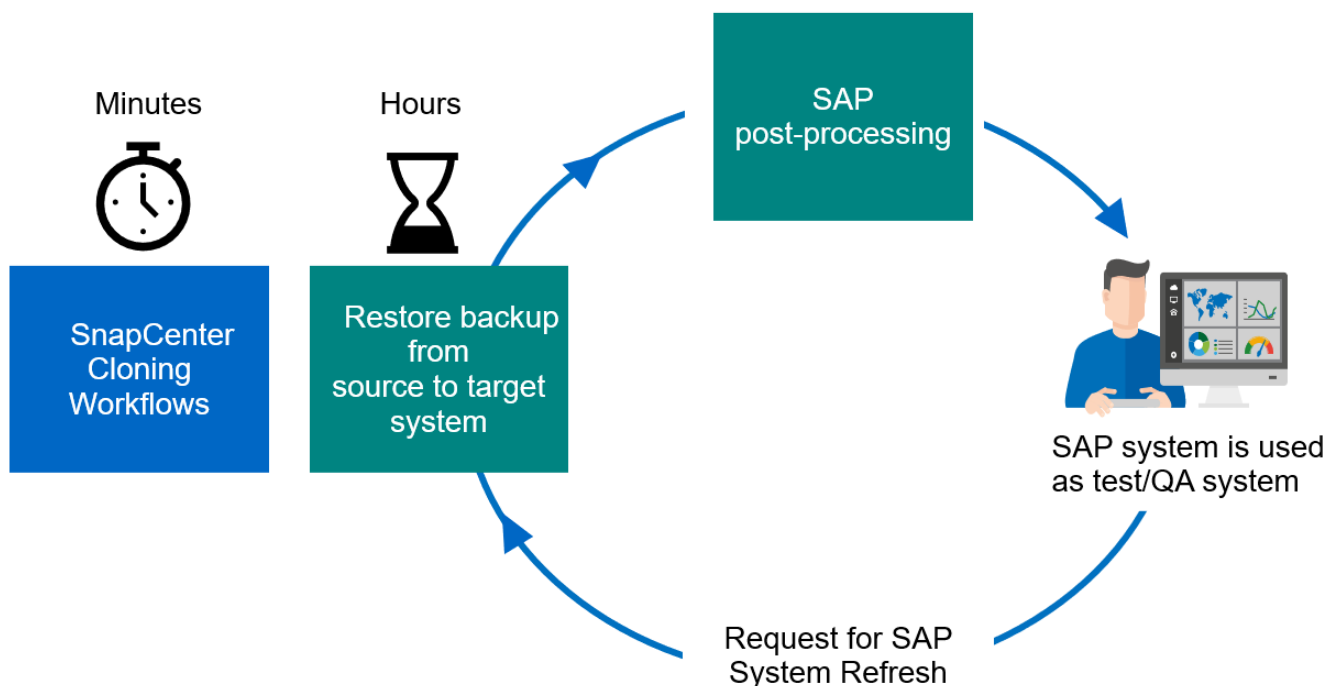 Minutes
Hours
SnapCenter
Cloning
Workflows
Restore backup
from
source to target
system
SAP
post-processing
SAP system is used
as test/QA system
Request for SAP
System Refresh